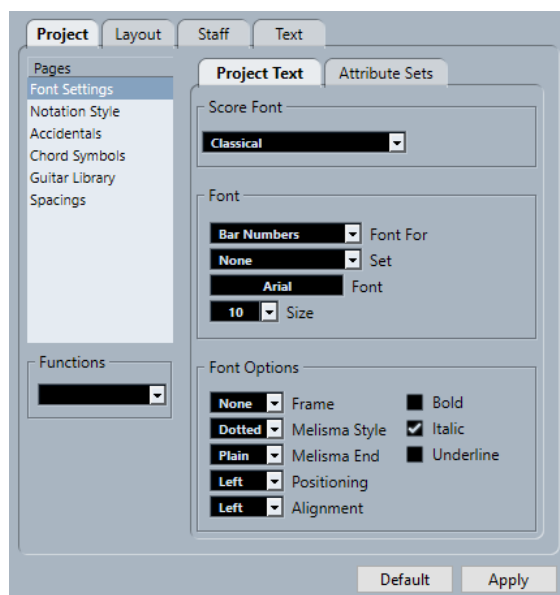 Project Layout Staff Text
Pages
Font Settings
Notation Style
Accidentals
Chord Symbols
Guitar Library
Spacings
Functions
Project Text Attribute Sets
Score Font
Classical
Font
Bar Numbers Font For
None Set
Arial Font
10 Size
Font Options
None Frame Bold
Dotted Melisma Style Italic
Plain Melisma End Underline
Left Positioning
Left Alignment
Default Apply